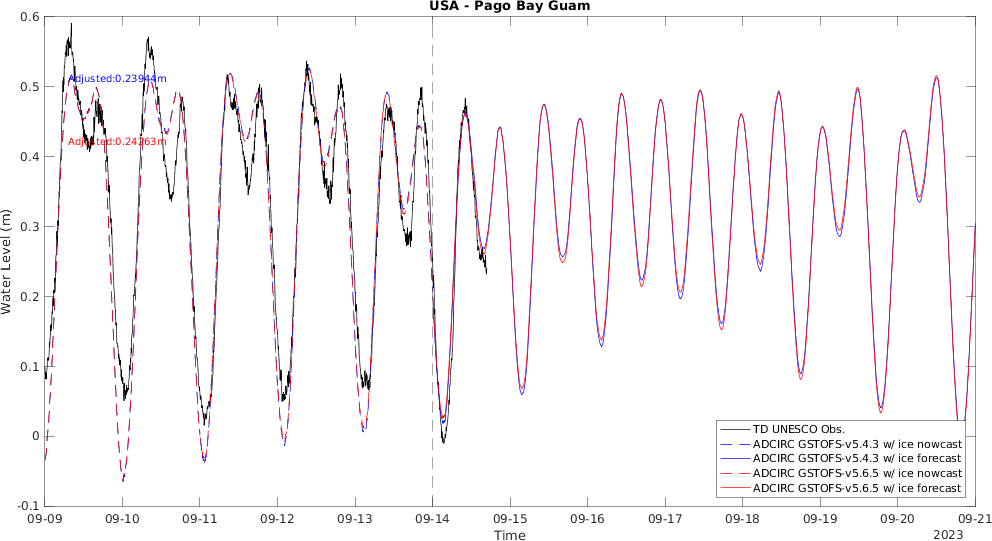 USA - Pago Bay Guam
0.6
0.5
0.4
0.3
0.2
0.1
0
-0.1
Water Level (m)
Adjusted:0.23944m
Adjusted:0.24263m
TD UNESCO Obs.
ADCIRC GSTOFS-v5.4.3 w/ ice nowcast
ADCIRC GSTOFS-v5.4.3 w/ ice forecast
ADCIRC GSTOFS-v5.6.5 w/ ice nowcast
ADCIRC GSTOFS-v5.6.5 w/ ice forecast
09-09 09-10 09-11 09-12 09-13 09-14 09-15 09-16 09-17 09-18 09-19 09-20 09-21
Time
2023